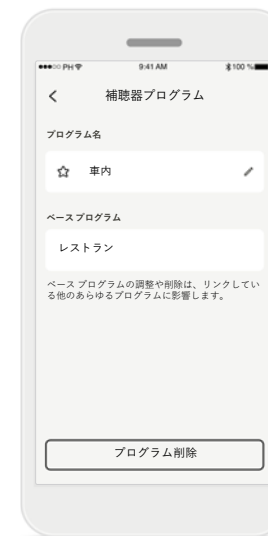 PH 9:41 AM 100 %
補聴器プログラム
プログラム名
車内
ベースプログラム
レストラン
ベース プログラムの調整や削除は、リンクしてい
る他のあらゆるプログラムに影響します。
プログラム削除